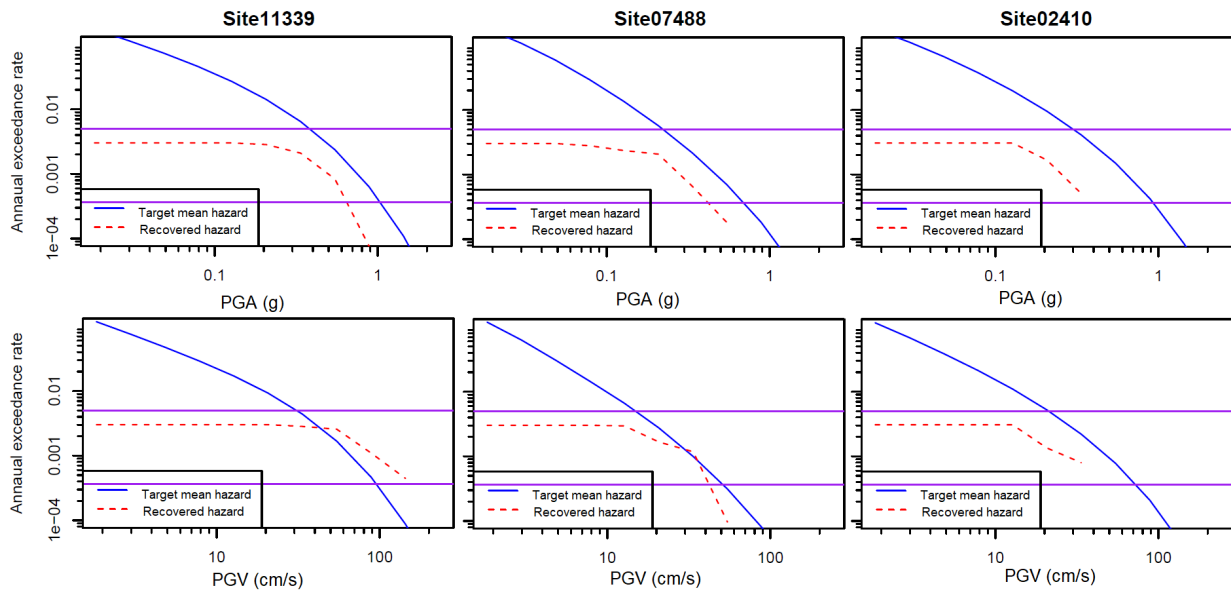 Site11339
Site07488
Site02410
Annual exceedance rate
0.01
0.001
1e−04
Target mean hazard
Recovered hazard
Target mean hazard
Recovered hazard
Target mean hazard
Recovered hazard
0.1
1
0.1
1
0.1
1
PGA (g)
PGA (g)
PGA (g)
Annual exceedance rate
0.01
0.001
1e−04
Target mean hazard
Recovered hazard
Target mean hazard
Recovered hazard
Target mean hazard
Recovered hazard
10
100
10
100
10
100
PGV (cm/s)
PGV (cm/s)
PGV (cm/s)